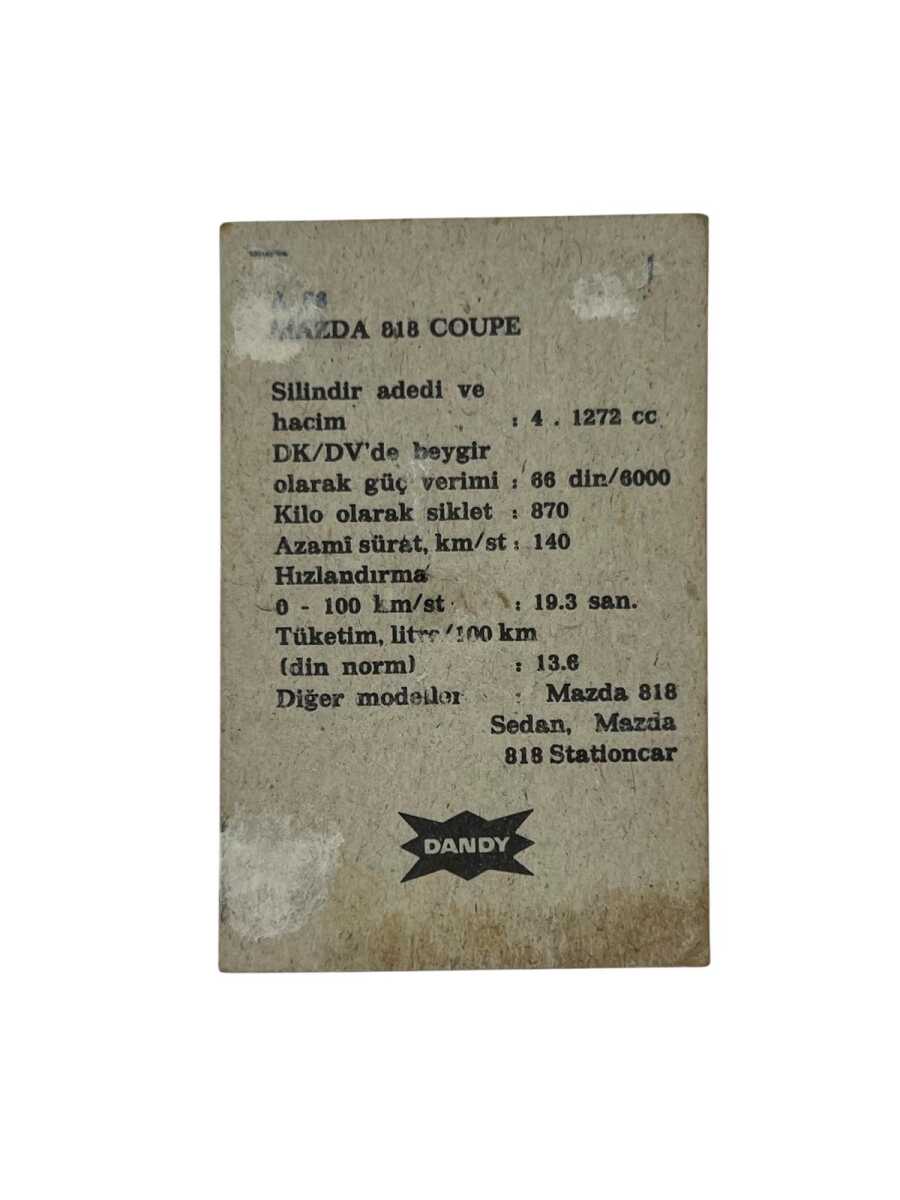 MAZDA 818 COUPE
Silindir adedi ve
hacim : 4 . 1272 cc
DK/DV'de beygir
olarak güç verimi : 66 din/6000
Kilo olarak siklet : 870
Azamî sürat, km/st : 140
Hızlandırma
0 - 100 km/st : 19.3 san.
Tüketim, litre/100 km
(din norm) : 13.6
Diğer modeller : Mazda 818
Sedan, Mazda
818 Stationcar
DANDY